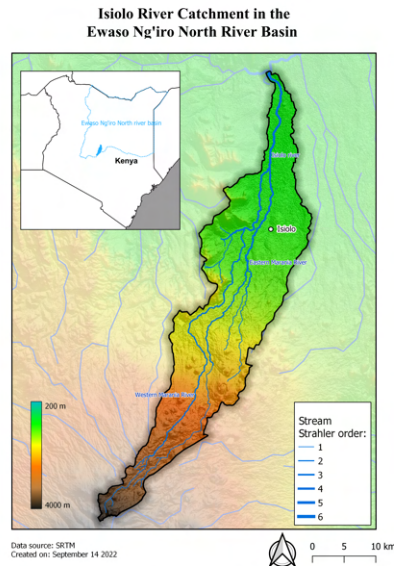 Isiolo River Catchment in the
Ewaso Ng'iro North River Basin
Ewaso Ng'iro North river basin
Kenya
Isiolo river
Isiolo
Eastern Marania River
Western Marania River
200 m
4000 m
Stream
Strahler order:
1
2
3
4
5
6
Data source: SRTM
Created on: September 14 2022
0 5 10 km